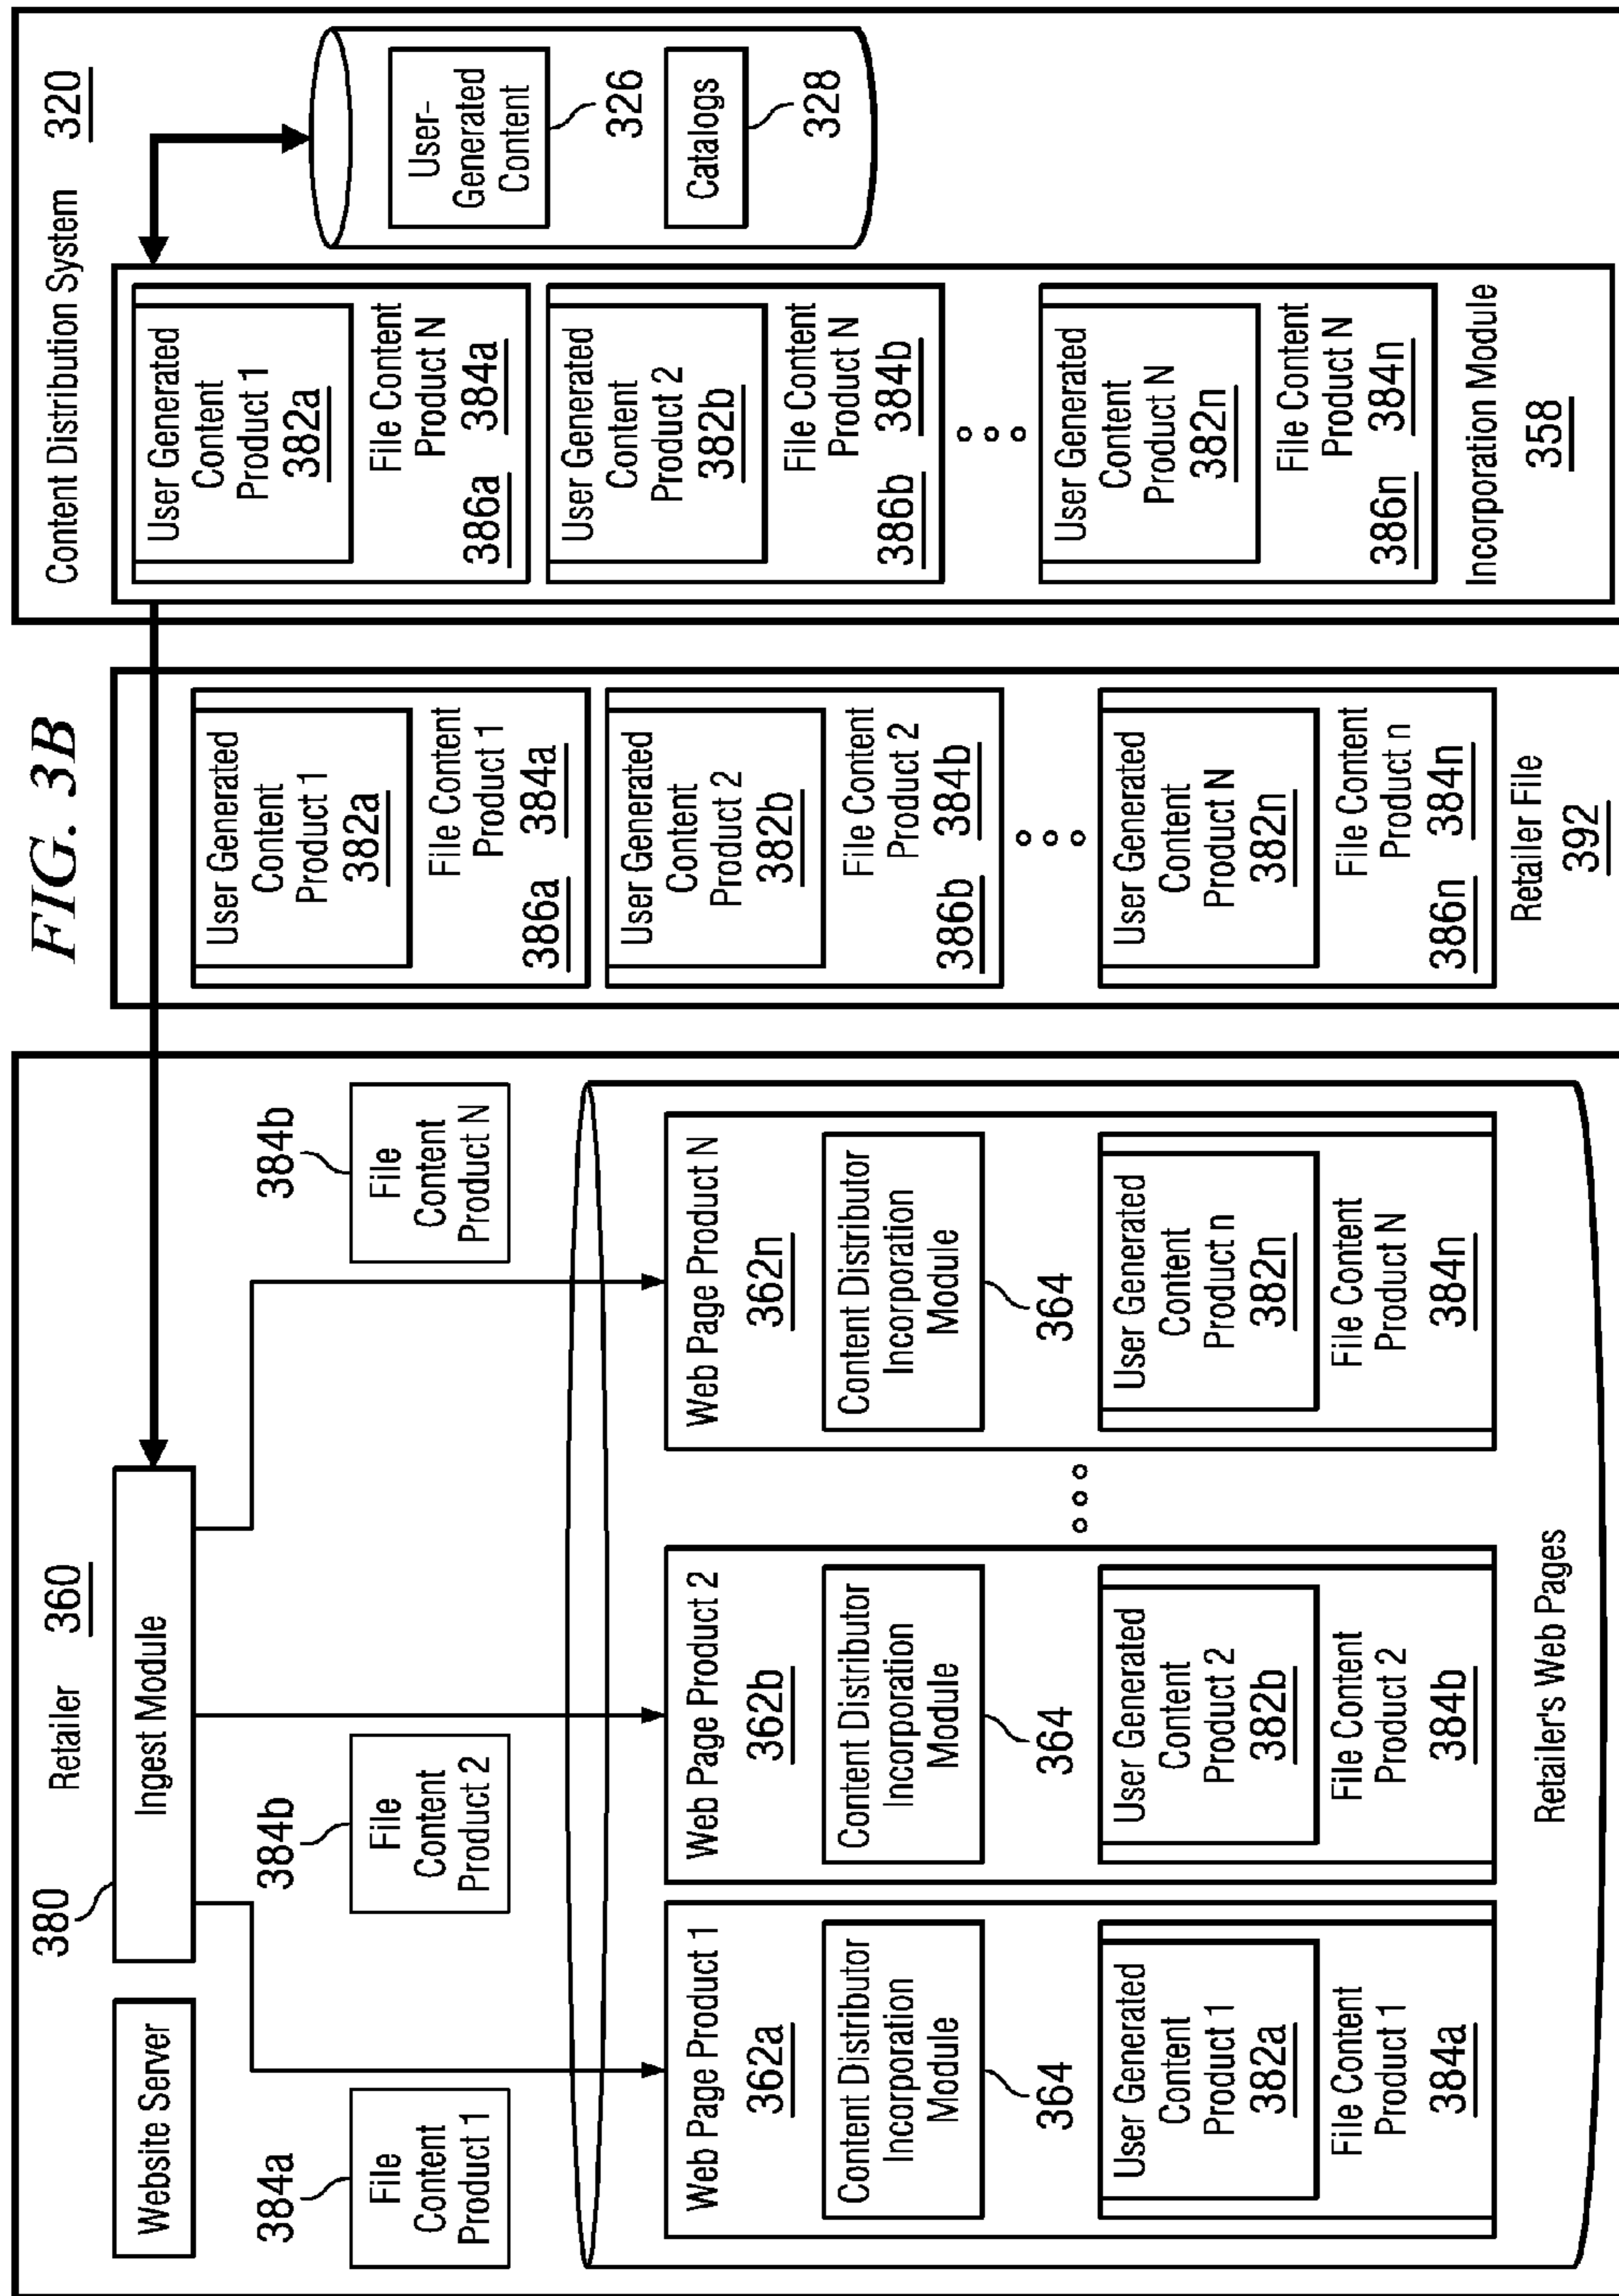 FIG. 3B
Retailer 360
380
Website Server
Ingest Module
384a
File
Content
Product 1
384b
File
Content
Product 2
384b
File
Content
Product N
Web Page Product 1
362a
Content Distributor
Incorporation
Module
364
User Generated
Content
Product 1
382a
File Content
Product 1
384a
Web Page Product 2
362b
Content Distributor
Incorporation
Module
364
User Generated
Content
Product 2
382b
File Content
Product 2
384b
Web Page Product N
362n
Content Distributor
Incorporation
Module
364
User Generated
Content
Product n
382n
File Content
Product N
384n
Retailer's Web Pages
User Generated
Content
Product 1
382a
File Content
Product 1
386a 384a
User Generated
Content
Product 2
382b
File Content
Product 2
386b 384b
User Generated
Content
Product N
382n
File Content
Product n
386n 384n
Retailer File
392
Content Distribution System 320
User Generated
Content
Product 1
382a
File Content
Product N
386a 384a
User Generated
Content
Product 2
382b
File Content
Product N
386b 384b
User Generated
Content
Product N
382n
File Content
Product N
386n 384n
Incorporation Module
358
User-
Generated
Content
326
Catalogs
328